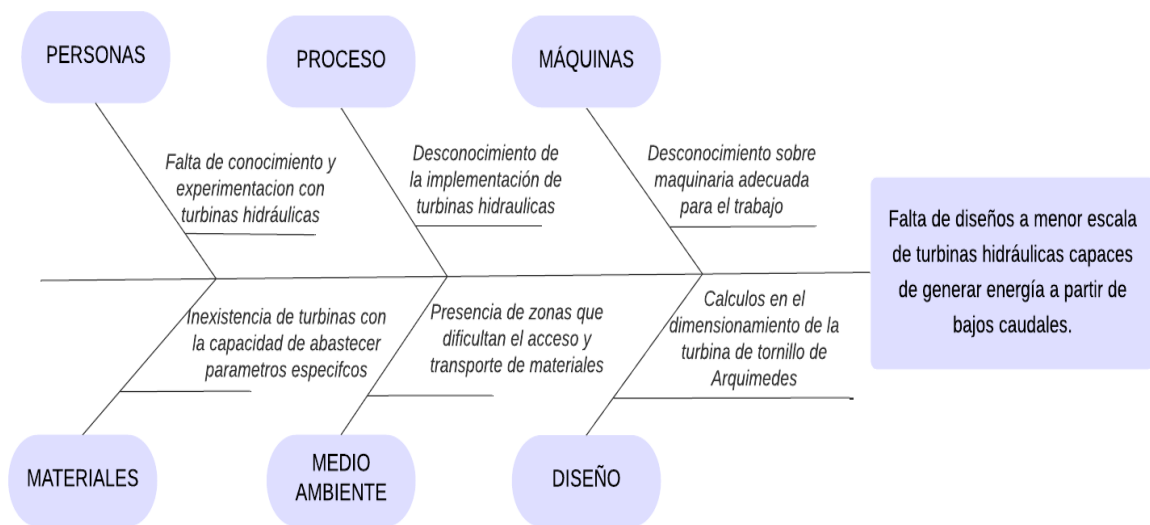 PERSONAS
PROCESO
MÁQUINAS
Falta de conocimiento y
experimentacion con
turbinas hidráulicas
Desconocimiento de
la implementación de
turbinas hidraulicas
Desconocimiento sobre
maquinaria adecuada
para el trabajo
Falta de diseños a menor escala
de turbinas hidráulicas capaces
de generar energía a partir de
bajos caudales.
Inexistencia de turbinas con
la capacidad de abastecer
parametros especifcos
Presencia de zonas que
dificultan el acceso y
transporte de materiales
Calculos en el
dimensionamiento de la
turbina de tornillo de
Arquimedes
MATERIALES
MEDIO
AMBIENTE
DISEÑO